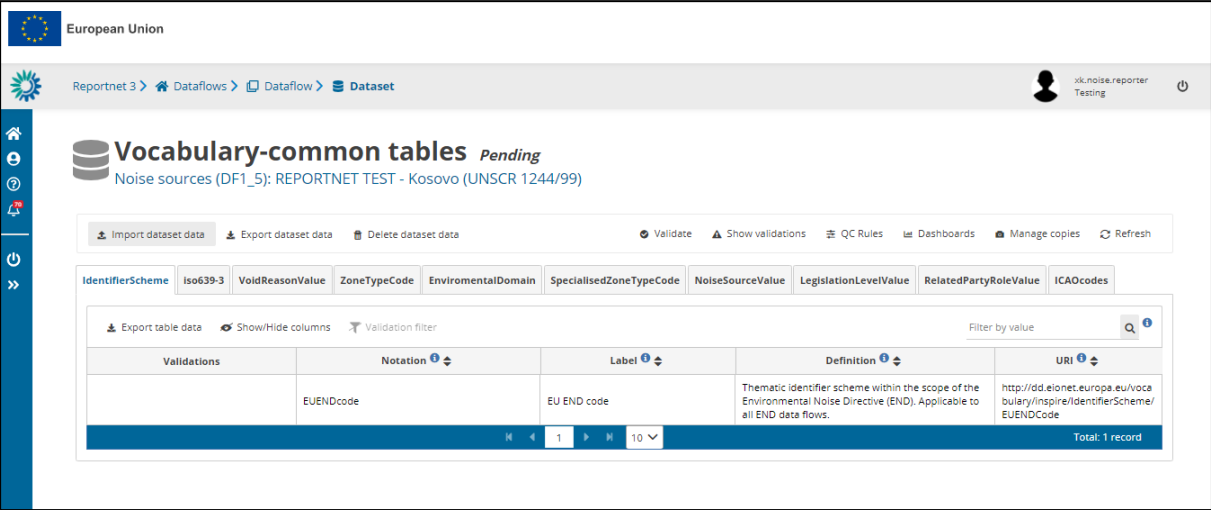 European Union
Reportnet 3 Dataflows Dataflow Dataset
xk.noise.reporter
Testing
70
Vocabulary-common tables Pending
Noise sources (DF1_5): REPORTNET TEST - Kosovo (UNSCR 1244/99)
Import dataset data Export dataset data Delete dataset data Validate Show validations QC Rules Dashboards Manage copies Refresh
IdentifierScheme iso639-3 VoidReasonValue ZoneTypeCode EnviromentalDomain SpecialisedZoneTypeCode NoiseSourceValue LegislationLevelValue RelatedPartyRoleValue ICAOcodes
Export table data Show/Hide columns Validation filter Filter by value
Validations Notation Label Definition URI
EUENDcode
EU END code
Thematic identifier scheme within the scope of the
Environmental Noise Directive (END). Applicable to
all END data flows.
http://dd.eionet.europa.eu/voca
bulary/inspire/IdentifierScheme/
EUENDCode
1 10 Total: 1 record